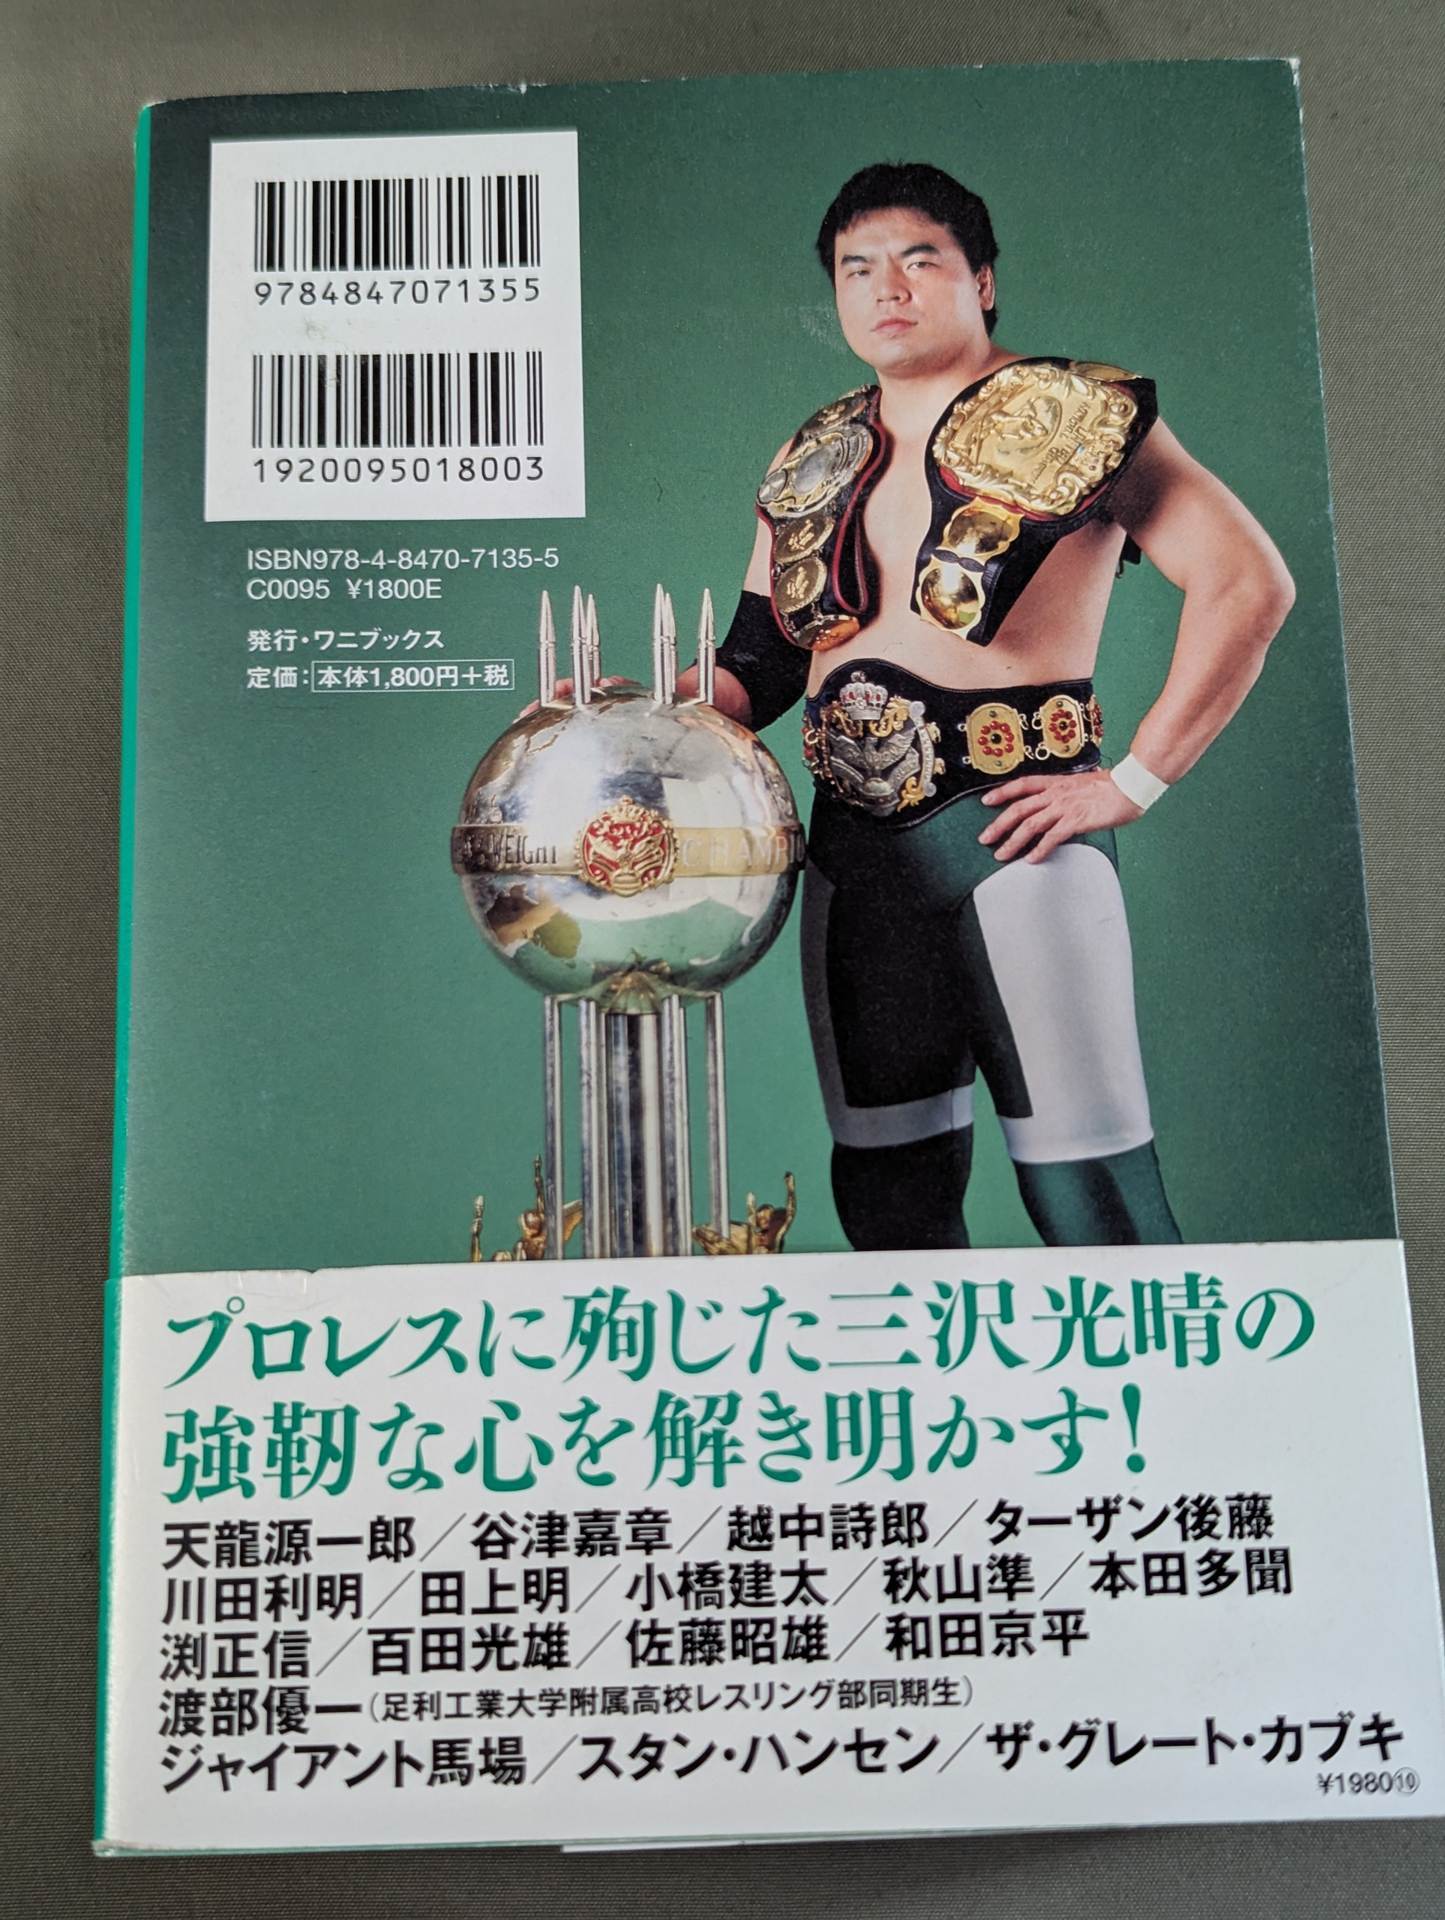 9784847071355
1920095018003
ISBN978-4-8470-7135-5
C0095 ¥1800E
発行・ワニブックス
定価：本体1,800円＋税
WEIGHT
CHAMPIO
プロレスに殉じた三沢光晴の
強靭な心を解き明かす！
天龍源一郎／谷津嘉章／越中詩郎／ターザン後藤
川田利明／田上明／小橋建太／秋山準／本田多聞
渕正信／百田光雄／佐藤昭雄／和田京平
渡部優一（足利工業大学附属高校レスリング部同期生）
ジャイアント馬場／スタン・ハンセン／ザ・グレート・カブキ
¥1980⑩